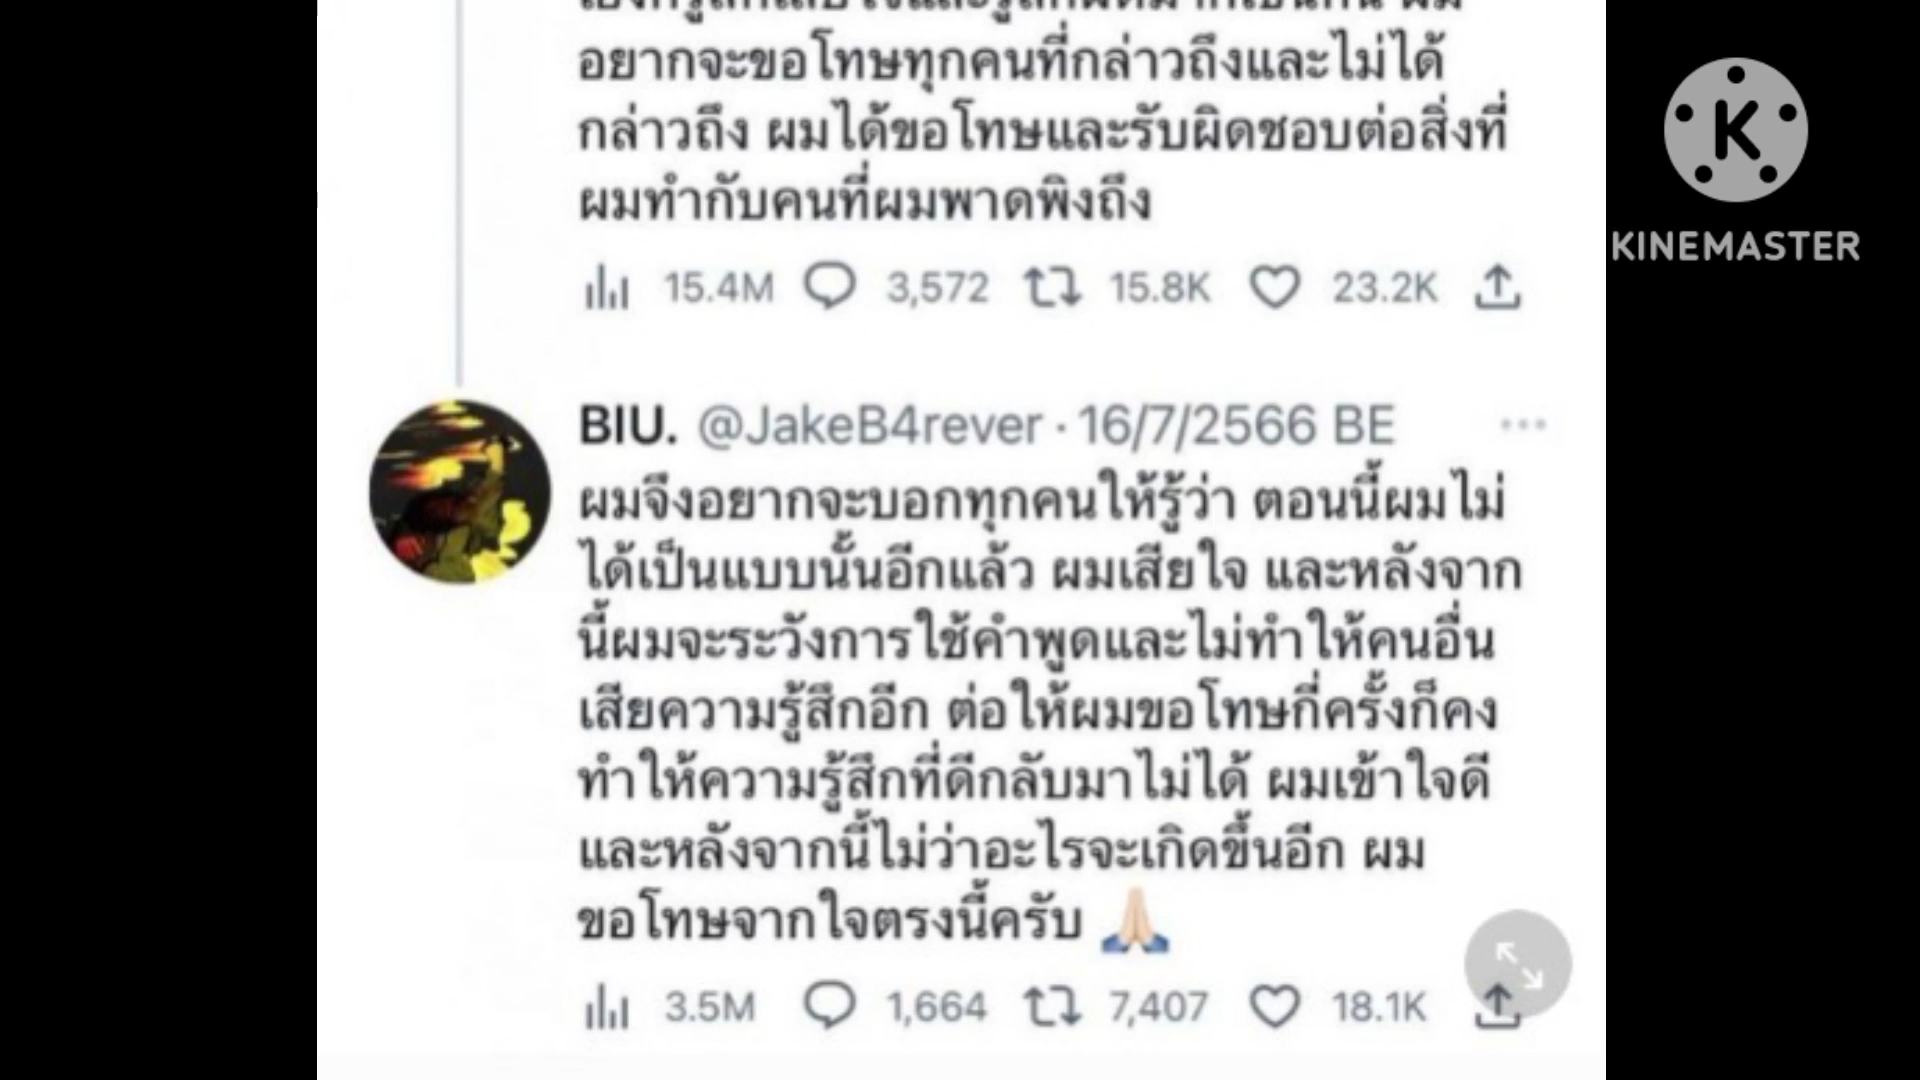 อยากจะขอโทษทุกคนที่กล่าวถึงและไม่ได้
กล่าวถึง ผมได้ขอโทษและรับผิดชอบต่อสิ่งที่
ผมทำกับคนที่ผมพาดพิงถึง
15.4M 3,572 15.8K 23.2K
BIU. @JakeB4rever · 16/7/2566 BE
ผมจึงอยากจะบอกทุกคนให้รู้ว่า ตอนนี้ผมไม่
ได้เป็นแบบนั้นอีกแล้ว ผมเสียใจ และหลังจาก
นี้ผมจะระวังการใช้คำพูดและไม่ทำให้คนอื่น
เสียความรู้สึกอีก ต่อให้ผมขอโทษกี่ครั้งก็คง
ทำให้ความรู้สึกที่ดีกลับมาไม่ได้ ผมเข้าใจดี
และหลังจากนี้ไม่ว่าอะไรจะเกิดขึ้นอีก ผม
ขอโทษจากใจตรงนี้ครับ 🙏🏻
3.5M 1,664 7,407 18.1K
K
KINEMASTER